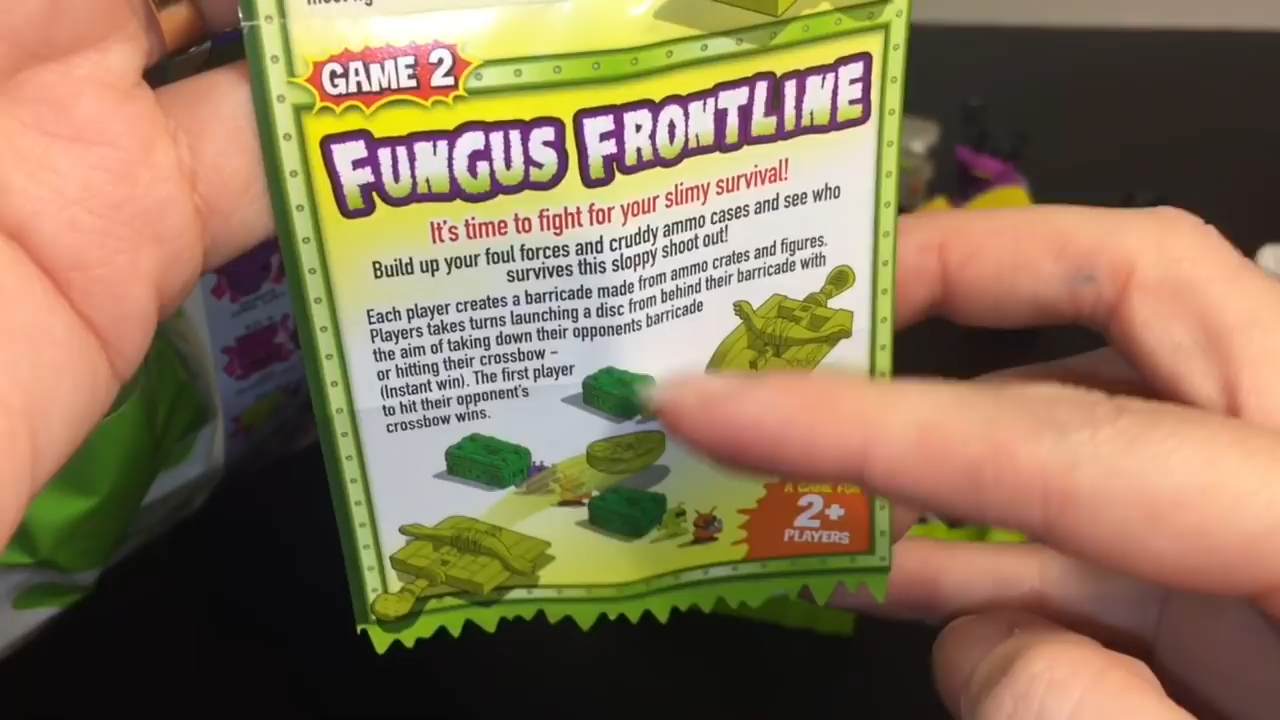 GAME 2
FUNGUS FRONTLINE
It's time to fight for your slimy survival!
Build up your foul forces and cruddy ammo cases and see who
survives this sloppy shoot out!
Each player creates a barricade made from ammo crates and figures.
Players takes turns launching a disc from behind their barricade with
the aim of taking down their opponents barricade
or hitting their crossbow –
(Instant win). The first player
to hit their opponent's
crossbow wins.
A GAME FOR
2+
PLAYERS